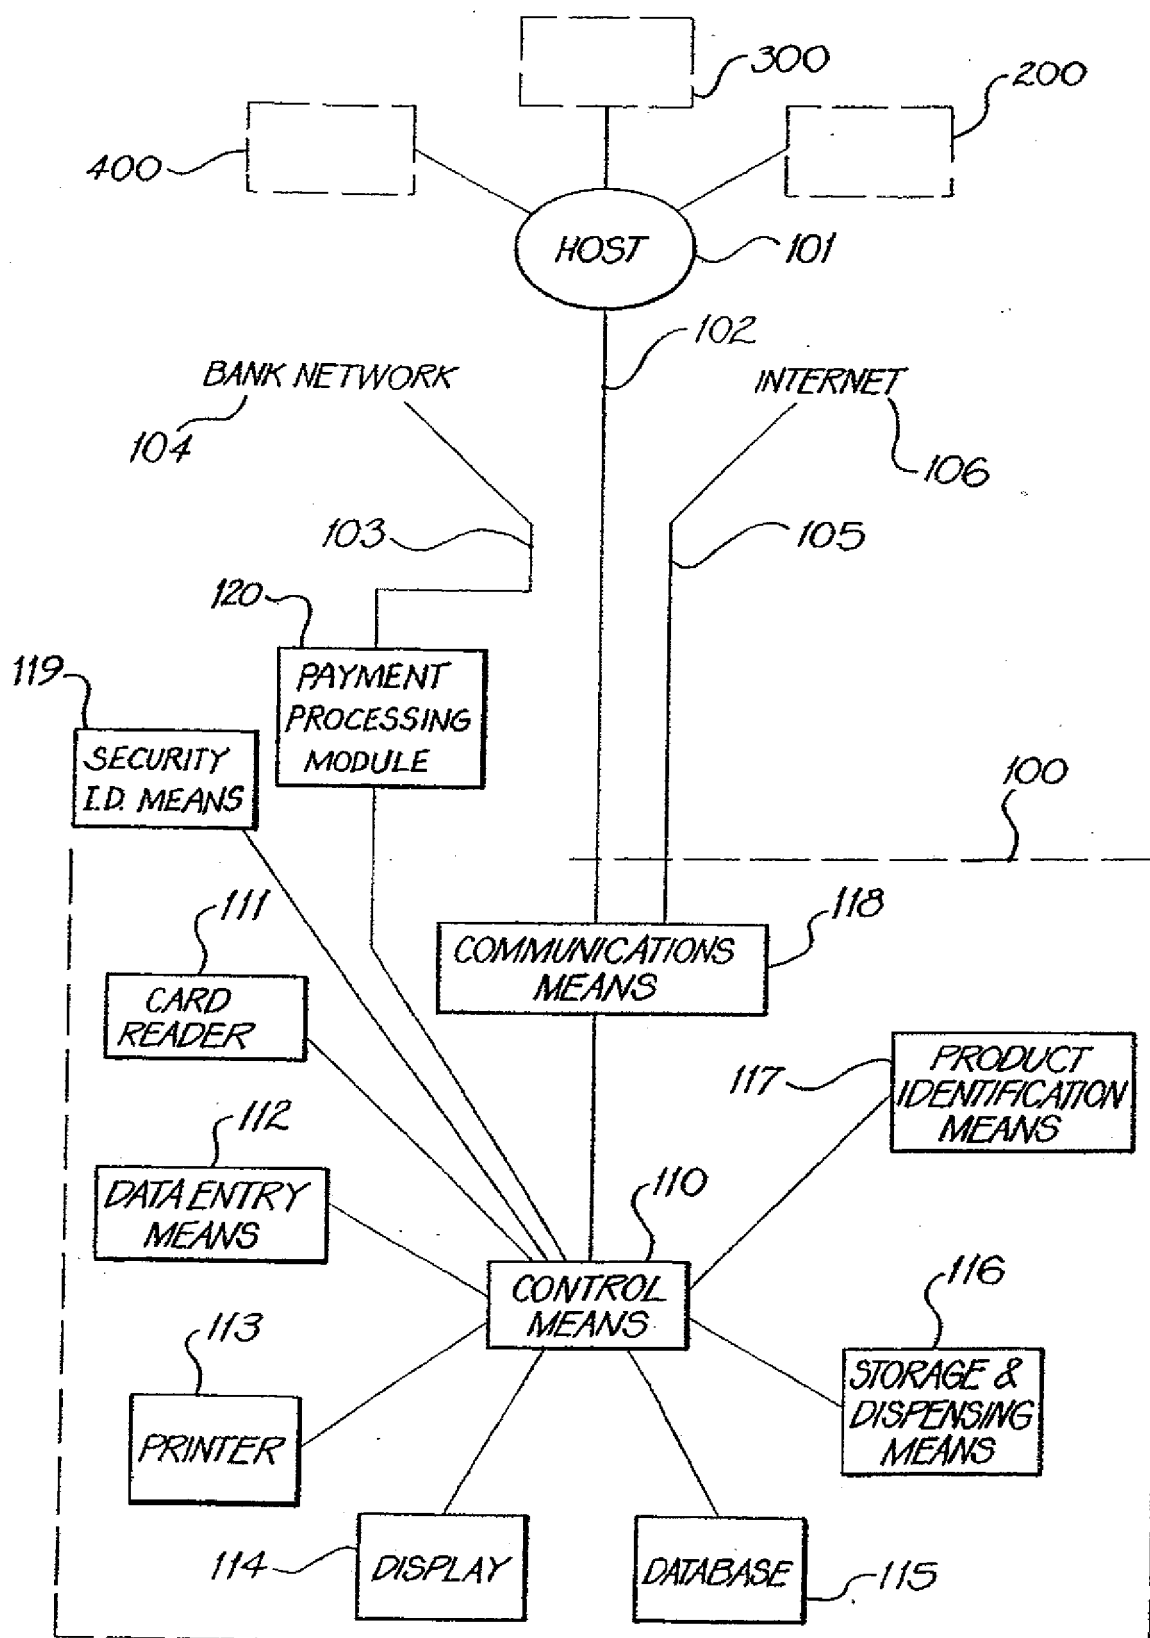 300
200
400
HOST
101
102
BANK NETWORK
INTERNET
104
106
103
105
120
119
PAYMENT
PROCESSING
MODULE
SECURITY
I.D. MEANS
100
111
118
COMMUNICATIONS
MEANS
CARD
READER
117
PRODUCT
IDENTIFICATION
MEANS
112
110
DATA ENTRY
MEANS
CONTROL
MEANS
116
113
STORAGE &
DISPENSING
MEANS
PRINTER
114
DISPLAY
DATABASE
115